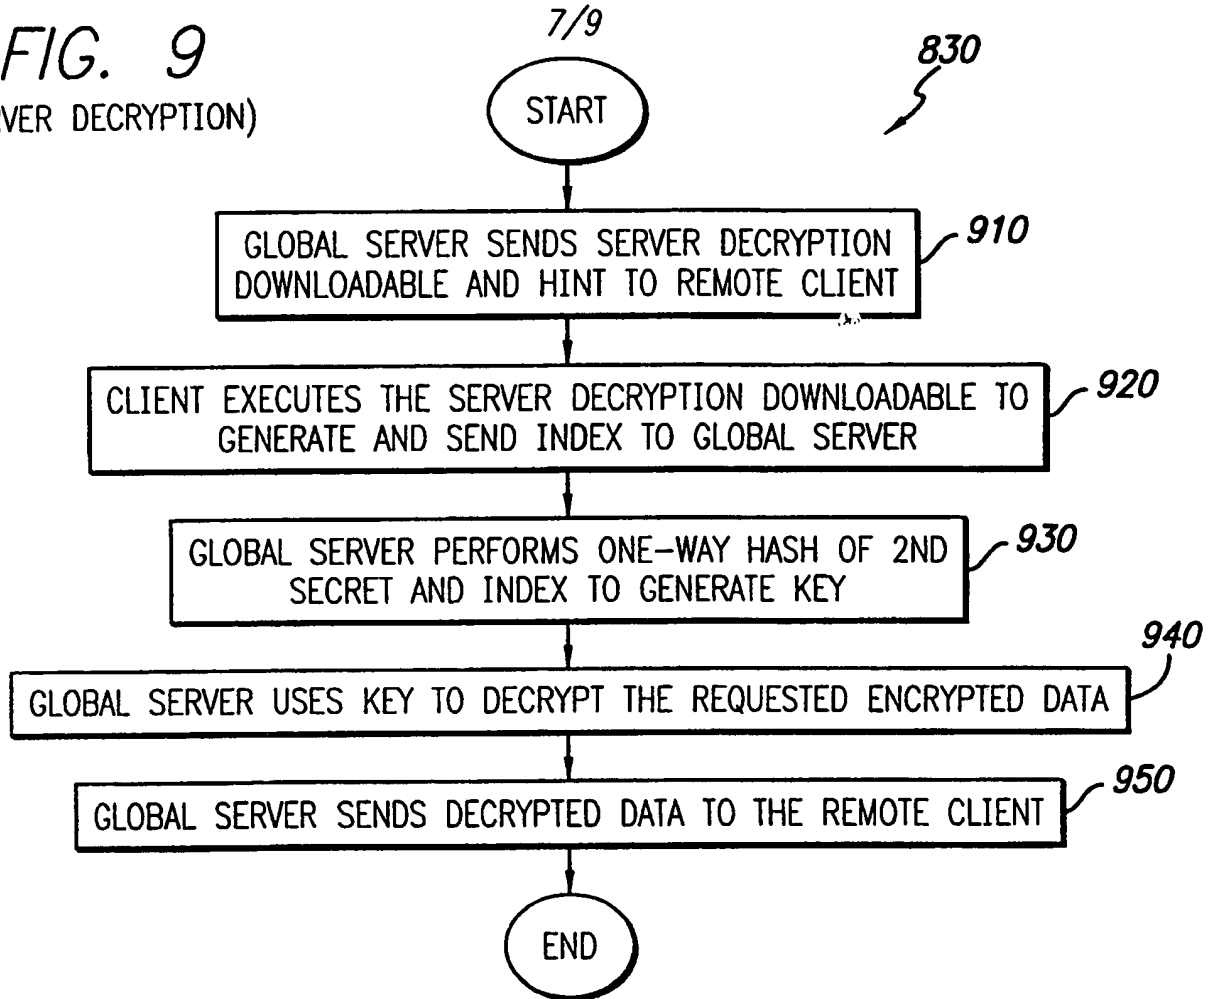 7/9
FIG. 9
DECRYPTION)
830
START
GLOBAL SERVER SENDS SERVER DECRYPTION
DOWNLOADABLE AND HINT TO REMOTE CLIENT
910
CLIENT EXECUTES THE SERVER DECRYPTION DOWNLOADABLE TO
GENERATE AND SEND INDEX TO GLOBAL SERVER
920
GLOBAL SERVER PERFORMS ONE-WAY HASH OF 2ND
SECRET AND INDEX TO GENERATE KEY
930
GLOBAL SERVER USES KEY TO DECRYPT THE REQUESTED ENCRYPTED DATA
940
GLOBAL SERVER SENDS DECRYPTED DATA TO THE REMOTE CLIENT
950
END